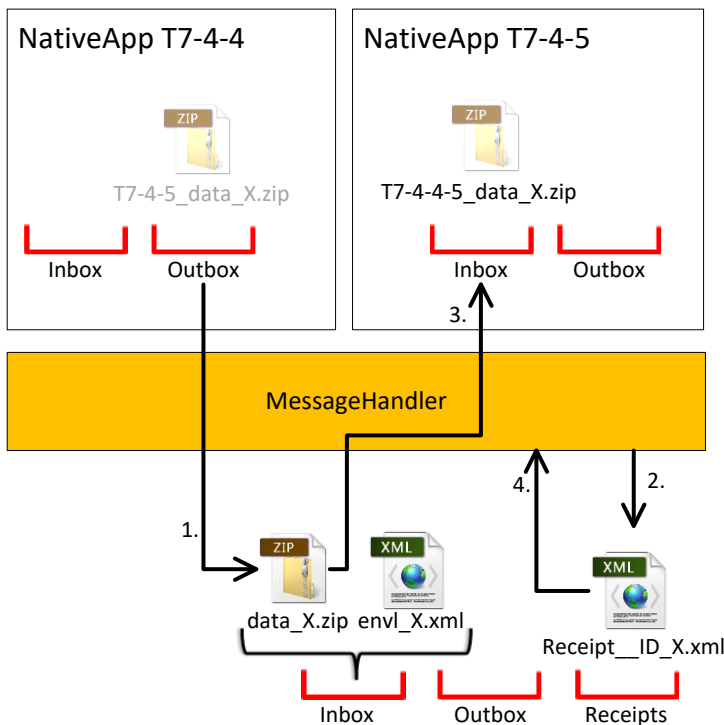 NativeApp T7-4-4
NativeApp T7-4-5
ZIP
ZIP
T7-4-5_data_X.zip
T7-4-4-5_data_X.zip
Inbox
Outbox
Inbox
Outbox
3.
MessageHandler
4.
2.
1.
ZIP
XML
XML
data_X.zip
envl_X.xml
Receipt__ID_X.xml
Inbox
Outbox
Receipts